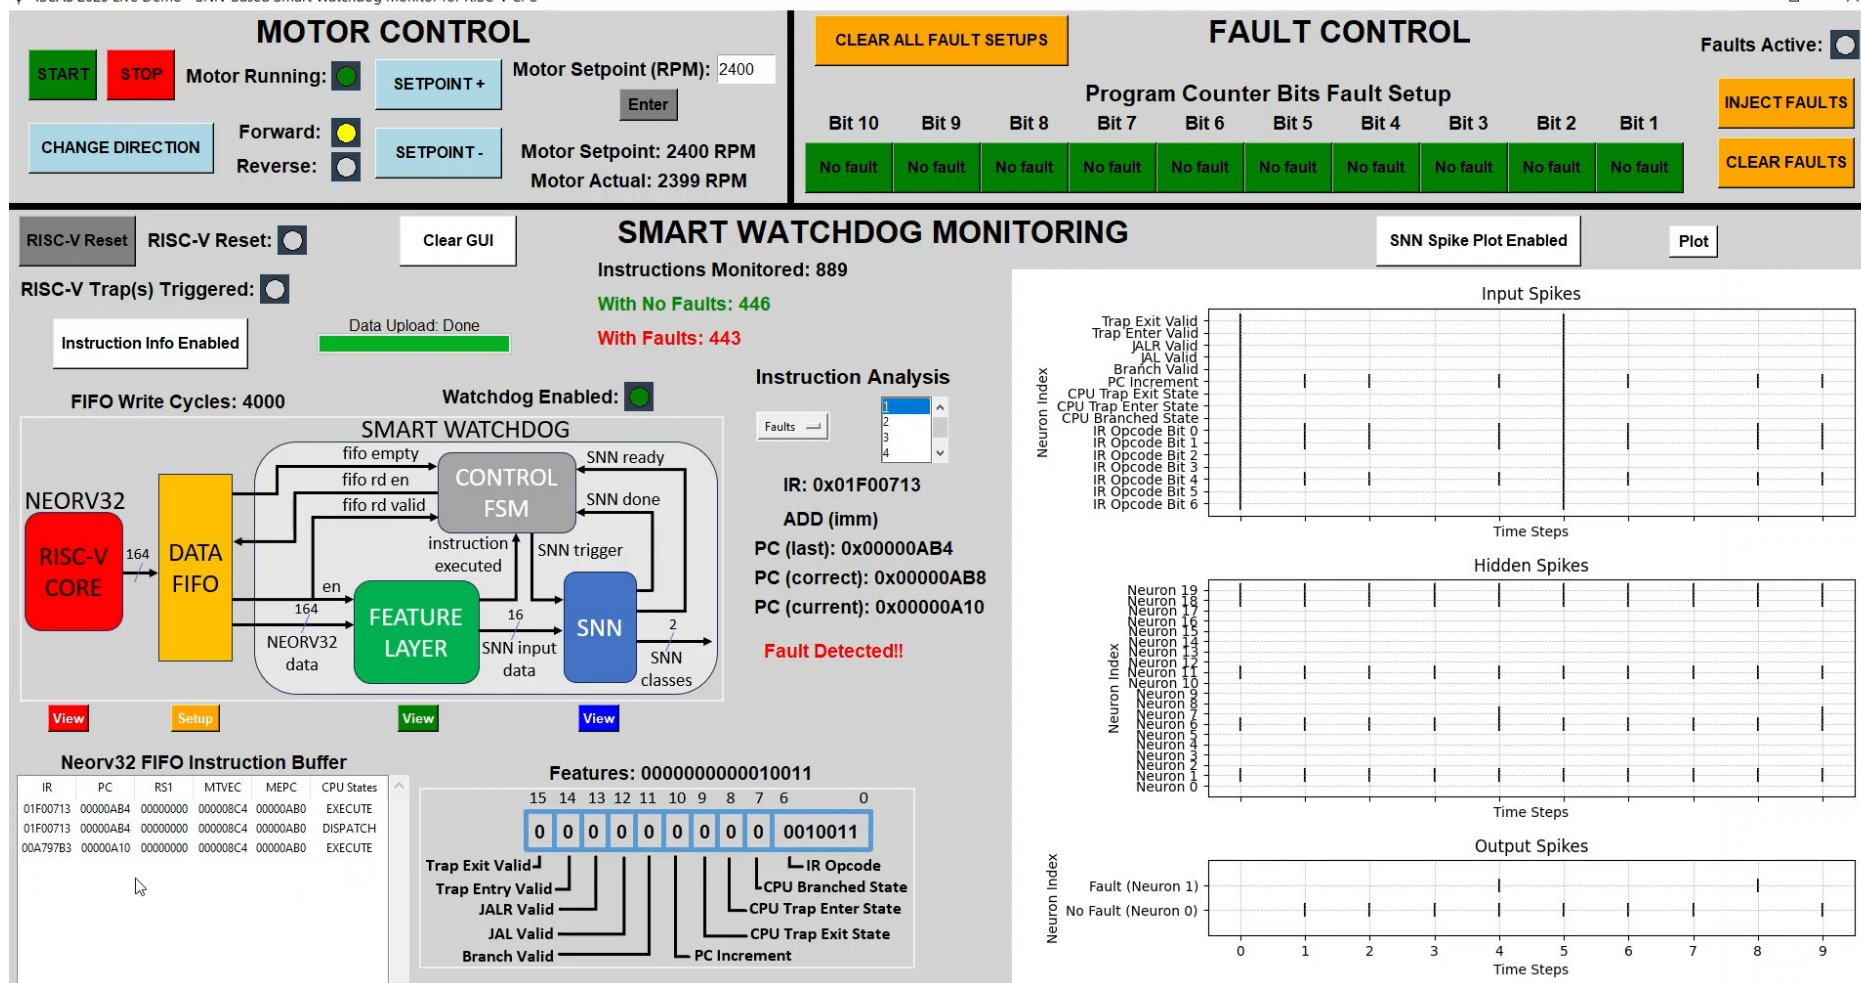 ISCAS 2025 Live Demo - SNN-Based Smart Watchdog Monitor for RISC-V CPU
MOTOR CONTROL
START
STOP
Motor Running:
SETPOINT +
Motor Setpoint (RPM): 2400
Enter
CHANGE DIRECTION
Forward:
Reverse:
SETPOINT -
Motor Setpoint: 2400 RPM
Motor Actual: 2399 RPM
CLEAR ALL FAULT SETUPS
FAULT CONTROL
Faults Active:
Program Counter Bits Fault Setup
INJECT FAULTS
Bit 10 Bit 9 Bit 8 Bit 7 Bit 6 Bit 5 Bit 4 Bit 3 Bit 2 Bit 1
No fault No fault No fault No fault No fault No fault No fault No fault No fault No fault
CLEAR FAULTS
RISC-V Reset
RISC-V Reset:
Clear GUI
SMART WATCHDOG MONITORING
SNN Spike Plot Enabled
Plot
RISC-V Trap(s) Triggered:
Instructions Monitored: 889
With No Faults: 446
With Faults: 443
Instruction Info Enabled
Data Upload: Done
FIFO Write Cycles: 4000
Watchdog Enabled:
Instruction Analysis
Faults
1
2
3
4
IR: 0x01F00713
ADD (imm)
PC (last): 0x00000AB4
PC (correct): 0x00000AB8
PC (current): 0x00000A10
Fault Detected!!
SMART WATCHDOG
fifo empty
fifo rd en
fifo rd valid
CONTROL
FSM
SNN ready
SNN done
NEORV32
RISC-V
CORE
164
DATA
FIFO
instruction
executed
SNN trigger
en
164
NEORV32
data
FEATURE
LAYER
16
SNN input
data
SNN
2
SNN
classes
View
Setup
View
View
Neorv32 FIFO Instruction Buffer
IR PC RS1 MTVEC MEPC CPU States
01F00713 00000AB4 00000000 000008C4 00000AB0 EXECUTE
01F00713 00000AB4 00000000 000008C4 00000AB0 DISPATCH
00A797B3 00000A10 00000000 000008C4 00000AB0 EXECUTE
Features: 0000000000010011
15 14 13 12 11 10 9 8 7 6 0
0 0 0 0 0 0 0 0 0 0010011
Trap Exit Valid
IR Opcode
Trap Entry Valid
CPU Branched State
JALR Valid
CPU Trap Enter State
JAL Valid
CPU Trap Exit State
Branch Valid
PC Increment
Input Spikes
Neuron Index
Trap Exit Valid
Trap Enter Valid
JALR Valid
JAL Valid
Branch Valid
PC Increment
CPU Trap Exit State
CPU Trap Enter State
CPU Branched State
IR Opcode Bit 0
IR Opcode Bit 1
IR Opcode Bit 2
IR Opcode Bit 3
IR Opcode Bit 4
IR Opcode Bit 5
IR Opcode Bit 6
Time Steps
Hidden Spikes
Neuron Index
Neuron 19
Neuron 18
Neuron 17
Neuron 16
Neuron 15
Neuron 14
Neuron 13
Neuron 12
Neuron 11
Neuron 10
Neuron 9
Neuron 8
Neuron 7
Neuron 6
Neuron 5
Neuron 4
Neuron 3
Neuron 2
Neuron 1
Neuron 0
Time Steps
Output Spikes
Neuron Index
Fault (Neuron 1)
No Fault (Neuron 0)
0 1 2 3 4 5 6 7 8 9
Time Steps